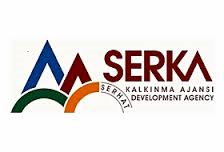 SERKA
SERHAT
KALKINMA AJANSI
DEVELOPMENT AGENCY